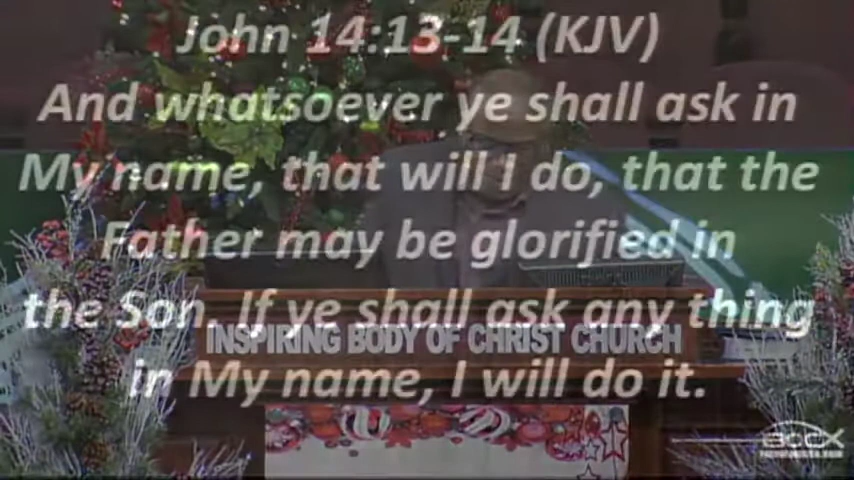 John 14:13-14 (KJV)
And whatsoever ye shall ask in
My name, that will I do, that the
Father may be glorified in
the Son. If ye shall ask any thing
INSPIRING BODY OF CHRIST CHURCH
in My name, I will do it.